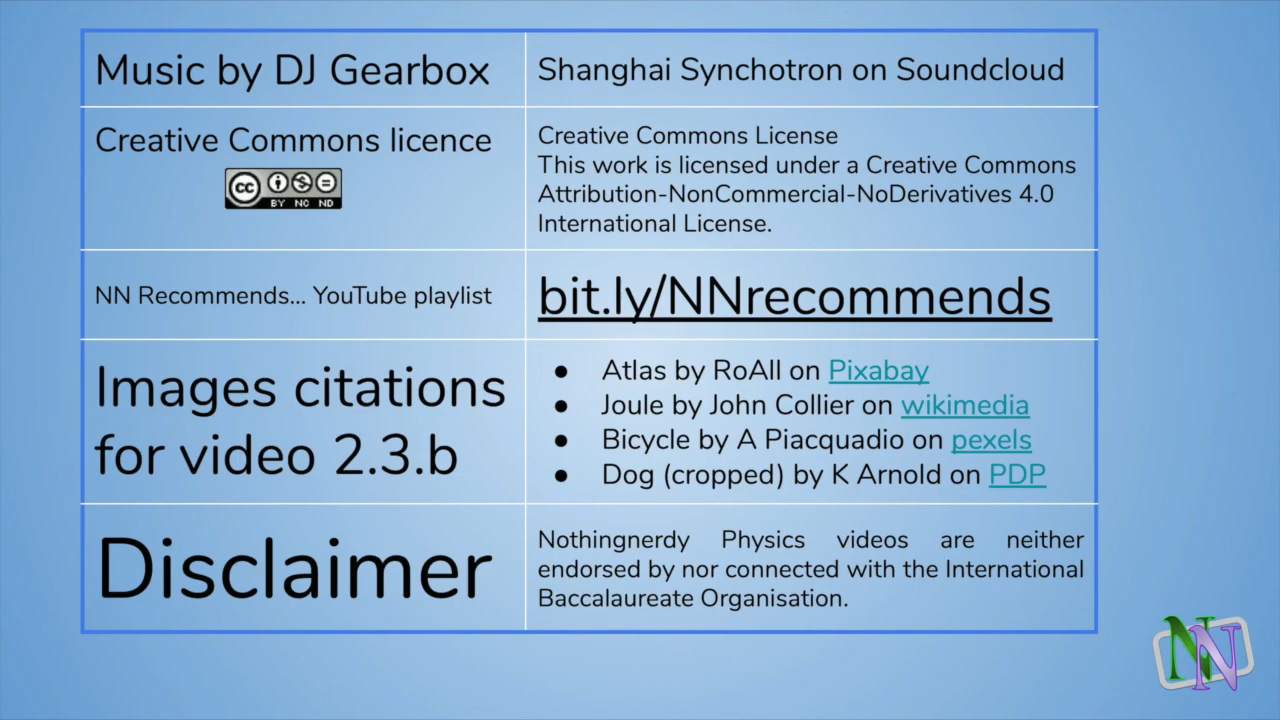 Music by DJ Gearbox
Shanghai Synchotron on Soundcloud
Creative Commons licence
CC BY NC ND
Creative Commons License
This work is licensed under a Creative Commons
Attribution-NonCommercial-NoDerivatives 4.0
International License.
NN Recommends... YouTube playlist
bit.ly/NNrecommends
Images citations
for video 2.3.b
● Atlas by RoAll on Pixabay
● Joule by John Collier on wikimedia
● Bicycle by A Piacquadio on pexels
● Dog (cropped) by K Arnold on PDP
Disclaimer
Nothingnerdy Physics videos are neither
endorsed by nor connected with the International
Baccalaureate Organisation.
NN